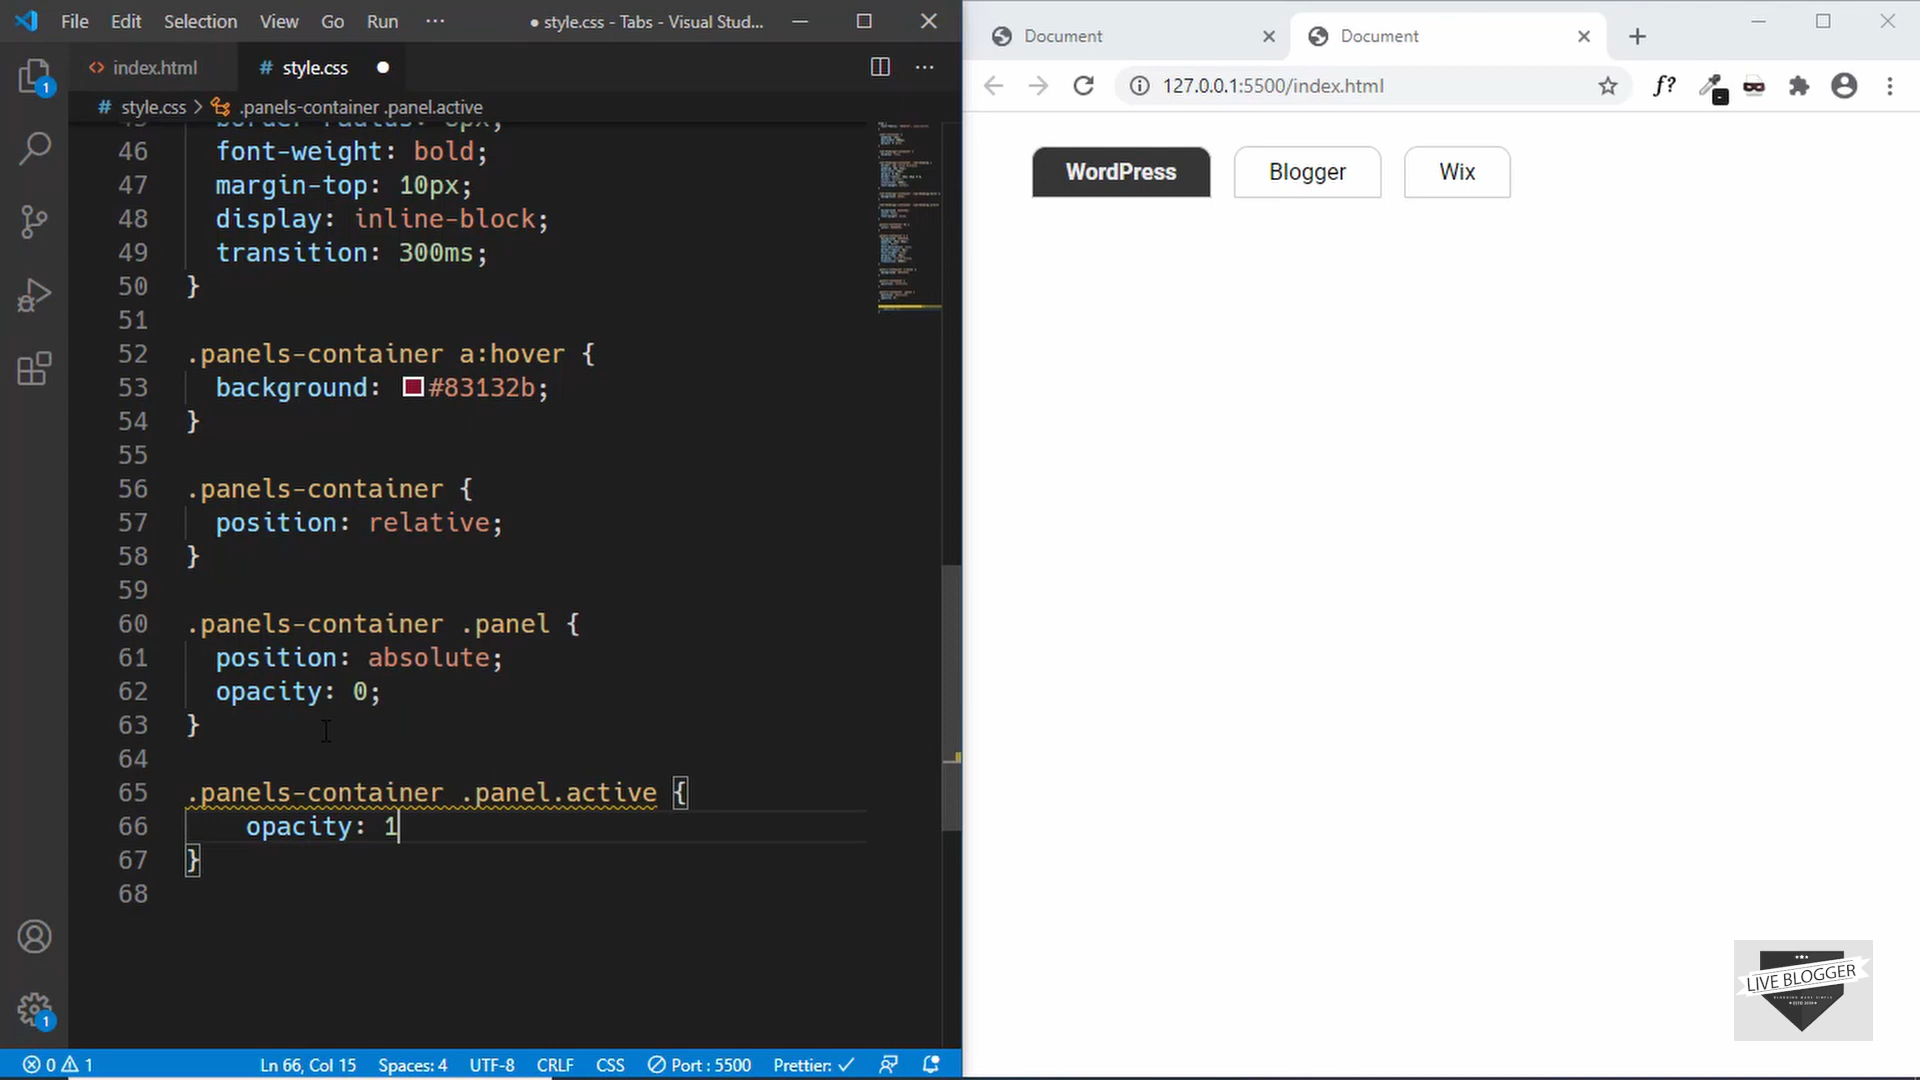 File Edit Selection View Go Run ··· ● style.css - Tabs - Visual Stud...
index.html # style.css ●
# style.css > .panels-container .panel.active
46 font-weight: bold;
47 margin-top: 10px;
48 display: inline-block;
49 transition: 300ms;
50 }
51
52 .panels-container a:hover {
53 background: #83132b;
54 }
55
56 .panels-container {
57 position: relative;
58 }
59
60 .panels-container .panel {
61 position: absolute;
62 opacity: 0;
63 }
64
65 .panels-container .panel.active {
66 opacity: 1
67 }
68
1
1
0 1 Ln 66, Col 15 Spaces: 4 UTF-8 CRLF CSS Port : 5500 Prettier: ✓
Document Document
127.0.0.1:5500/index.html f?
WordPress Blogger Wix
LIVE BLOGGER